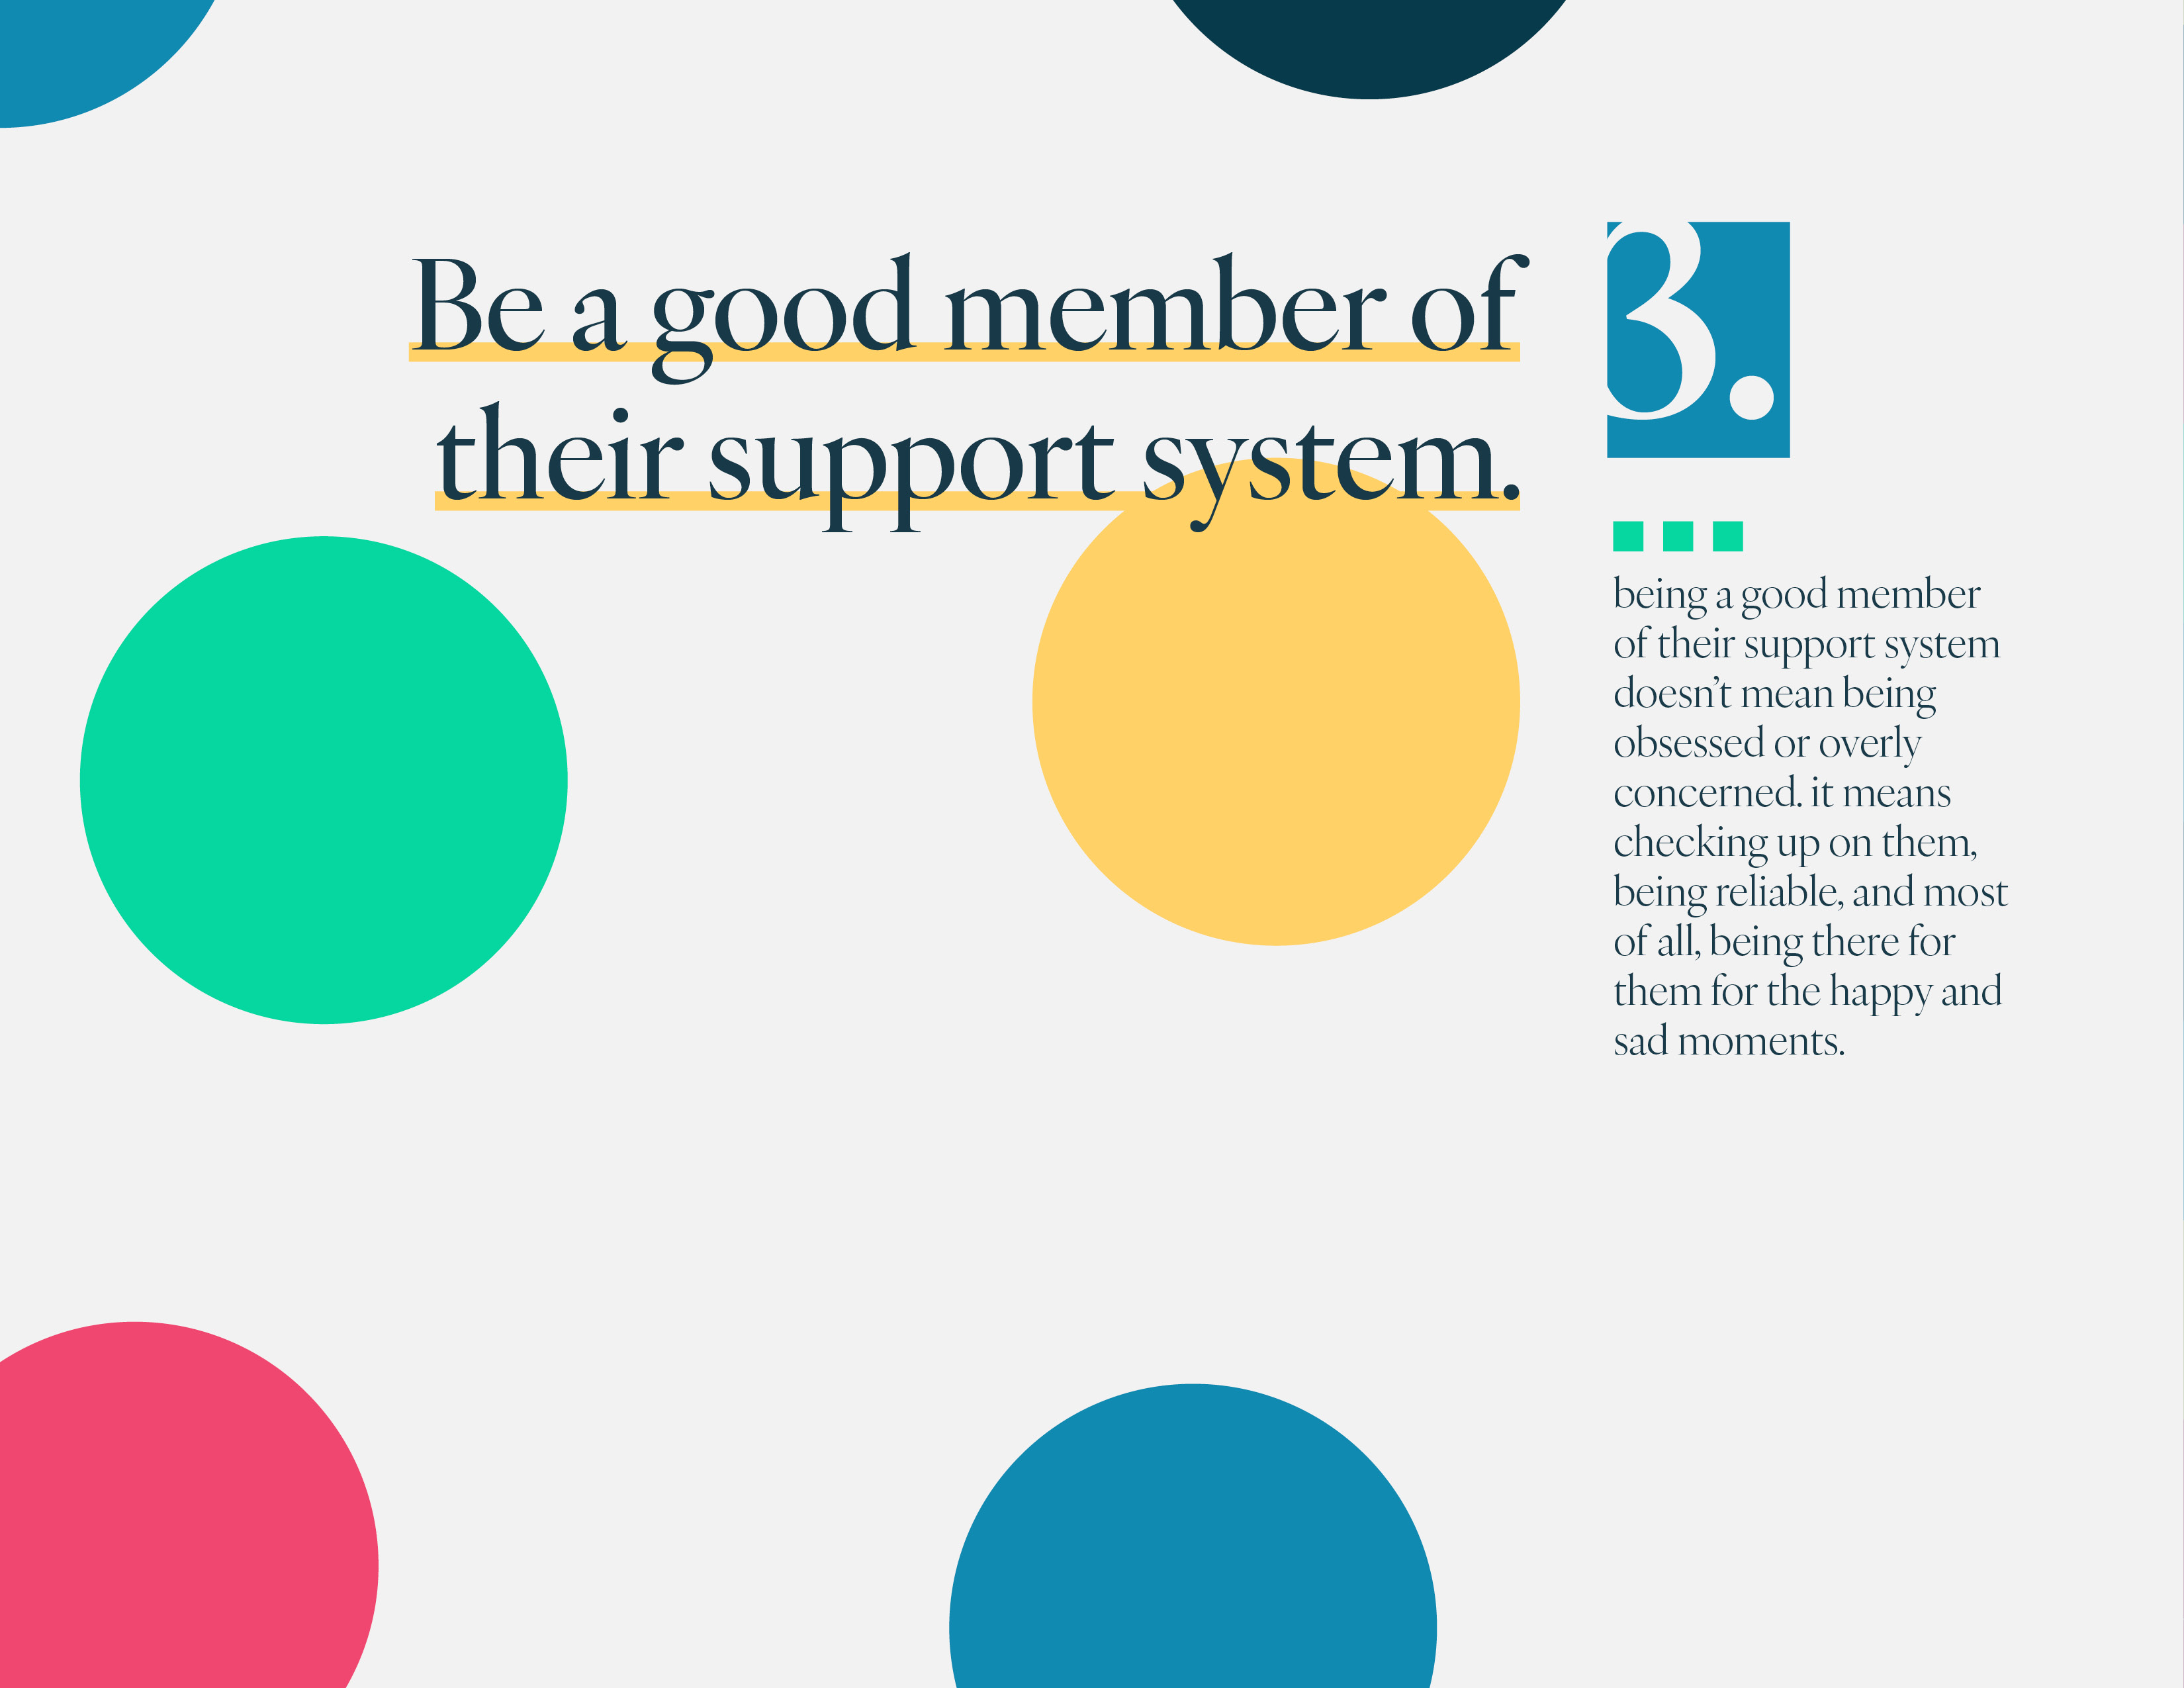 Be a good member of
their support system.
3.
being a good member
of their support system
doesn't mean being
obsessed or overly
concerned. it means
checking up on them,
being reliable, and most
of all, being there for
them for the happy and
sad moments.